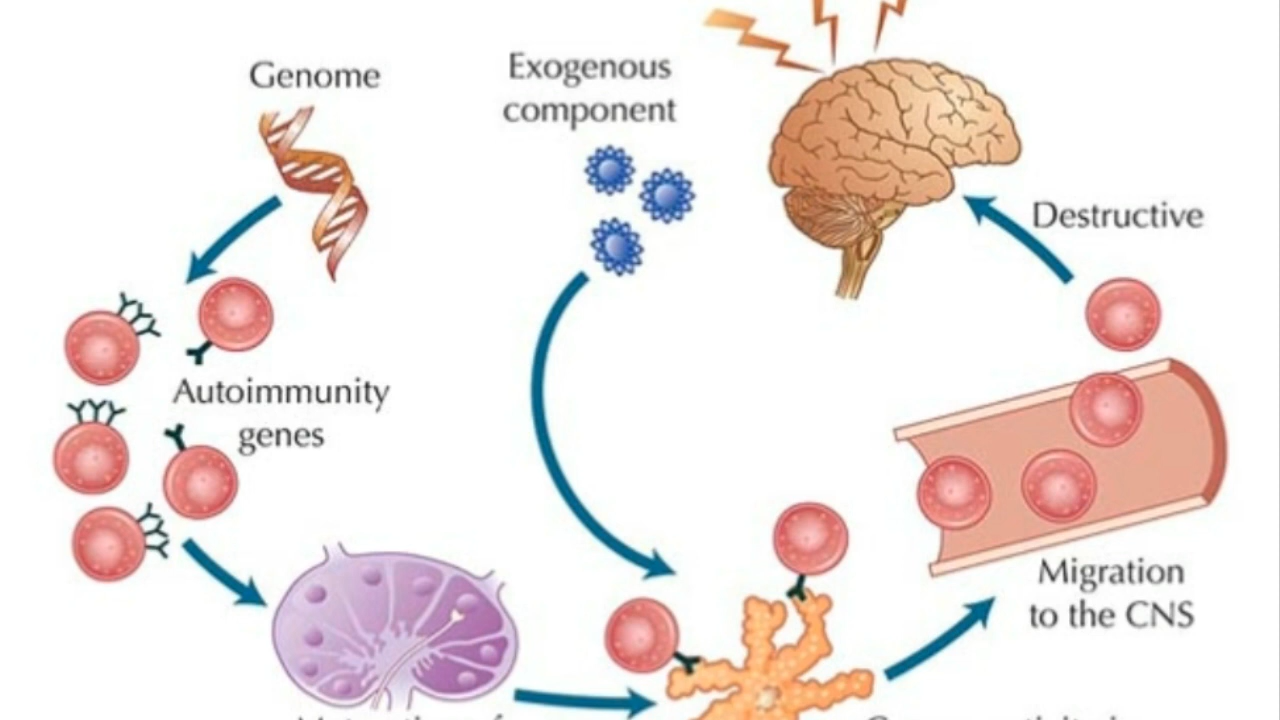 Genome
Exogenous
component
Destructive
Autoimmunity
genes
Migration
to the CNS